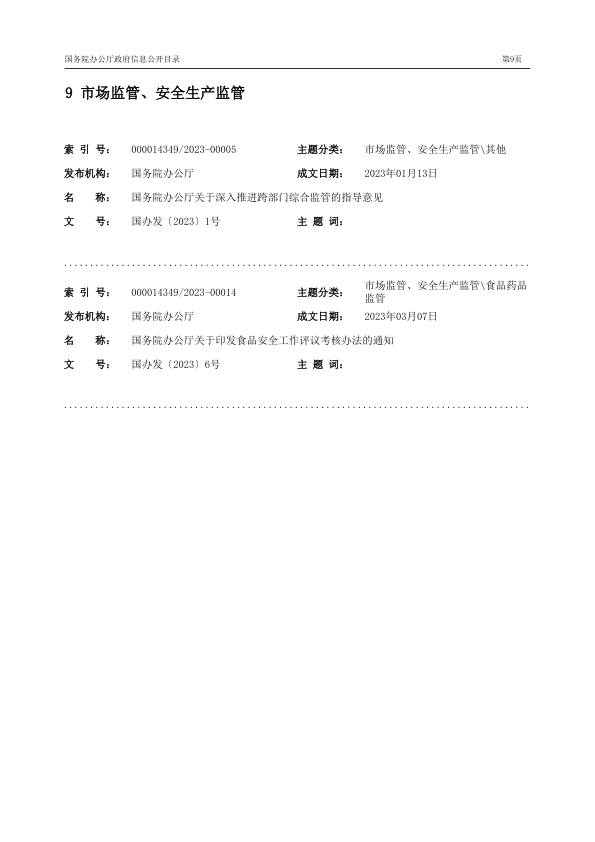 国务院办公厅政府信息公开目录 第9页
9 市场监管、安全生产监管
索 引 号： 000014349/2023-00005 主题分类： 市场监管、安全生产监管\其他
发布机构： 国务院办公厅 成文日期： 2023年01月13日
名 称： 国务院办公厅关于深入推进跨部门综合监管的指导意见
文 号： 国办发〔2023〕1号 主 题 词：
索 引 号： 000014349/2023-00014 主题分类： 市场监管、安全生产监管\食品药品
监管
发布机构： 国务院办公厅 成文日期： 2023年03月07日
名 称： 国务院办公厅关于印发食品安全工作评议考核办法的通知
文 号： 国办发〔2023〕6号 主 题 词：